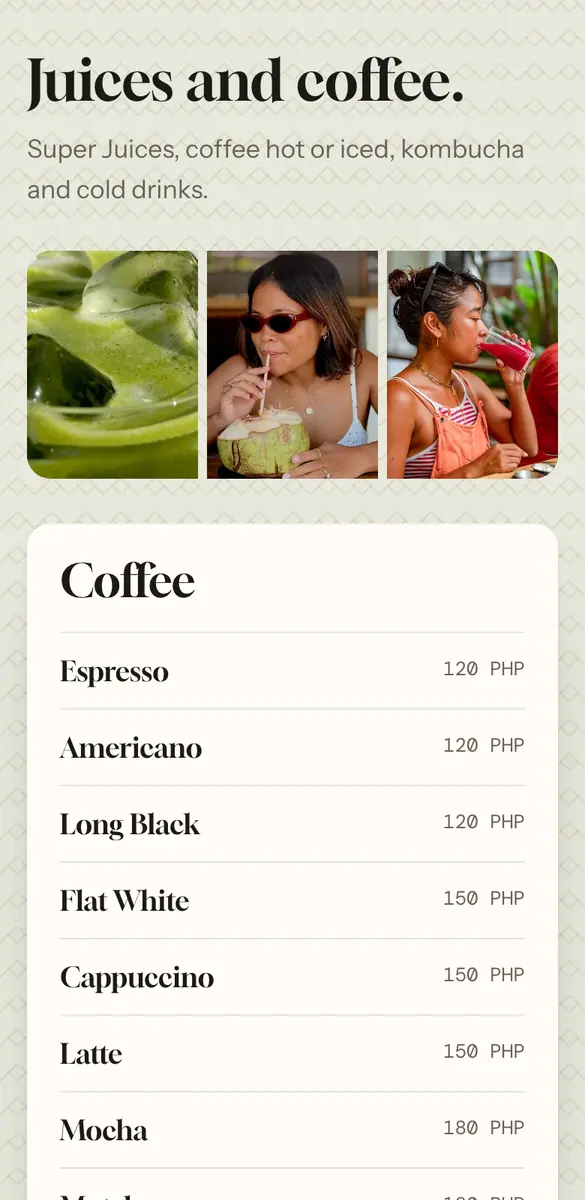 Juices and coffee.
Super Juices, coffee hot or iced, kombucha
and cold drinks.
Coffee
Espresso 120 PHP
Americano 120 PHP
Long Black 120 PHP
Flat White 150 PHP
Cappuccino 150 PHP
Latte 150 PHP
Mocha 180 PHP